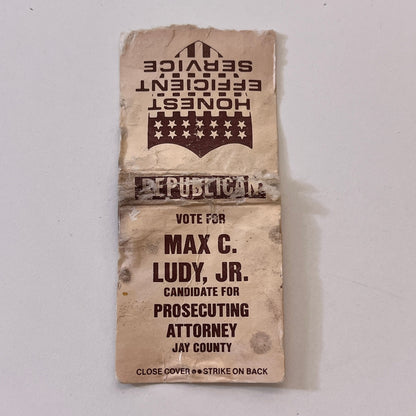 HONEST
EFFICIENT
SERVICE
REPUBLICAN
VOTE FOR
MAX C.
LUDY, JR.
CANDIDATE FOR
PROSECUTING
ATTORNEY
JAY COUNTY
CLOSE COVER●●STRIKE ON BACK